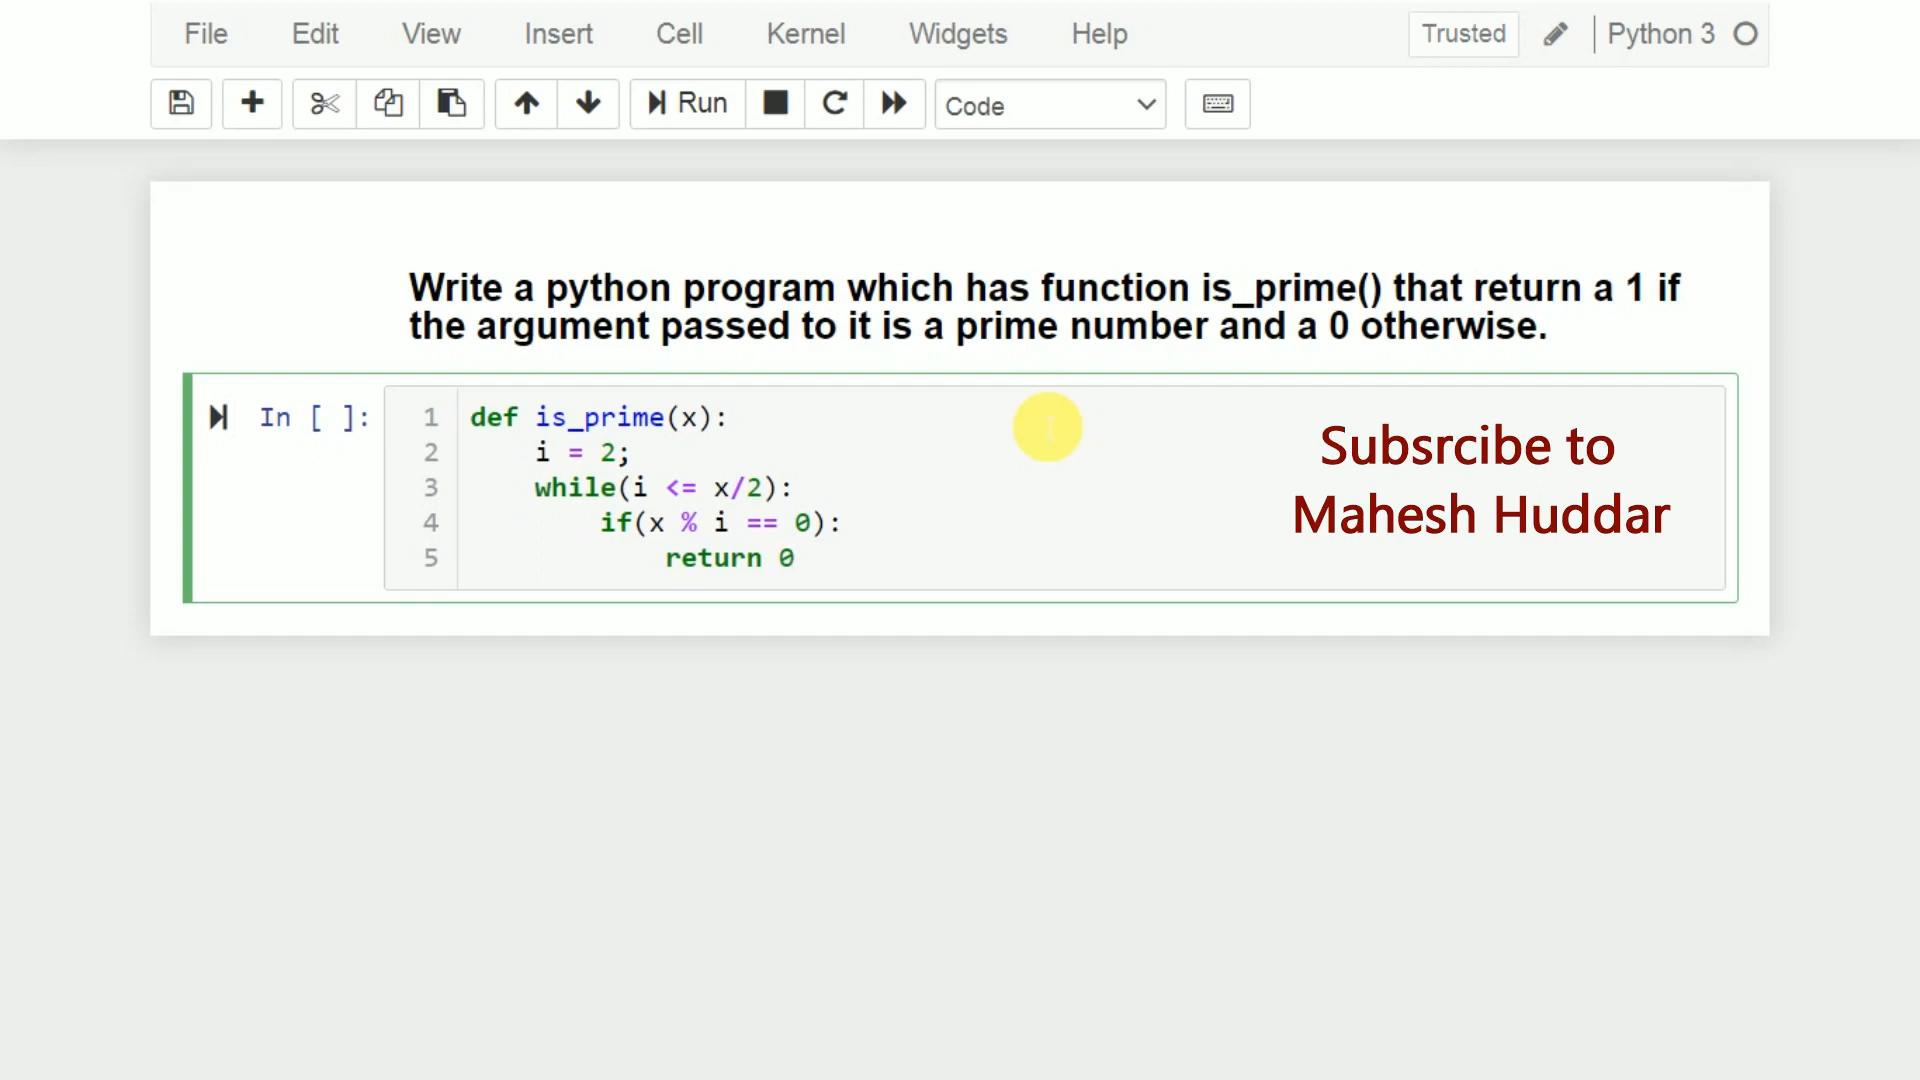 File Edit View Insert Cell Kernel Widgets Help Trusted Python 3
Run Code
Write a python program which has function is_prime() that return a 1 if
the argument passed to it is a prime number and a 0 otherwise.
In [ ]:
1 def is_prime(x):
2 i = 2;
3 while(i <= x/2):
4 if(x % i == 0):
5 return 0
Subsrcibe to
Mahesh Huddar